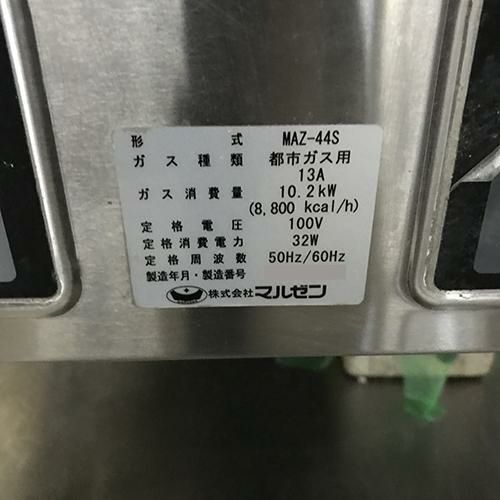 形式 MAZ-44S
ガス種類 都市ガス用
13A
ガス消費量 10.2kW
(8,800 kcal/h)
定格電圧 100V
定格消費電力 32W
定格周波数 50Hz/60Hz
製造年月・製造番号
株式会社マルゼン